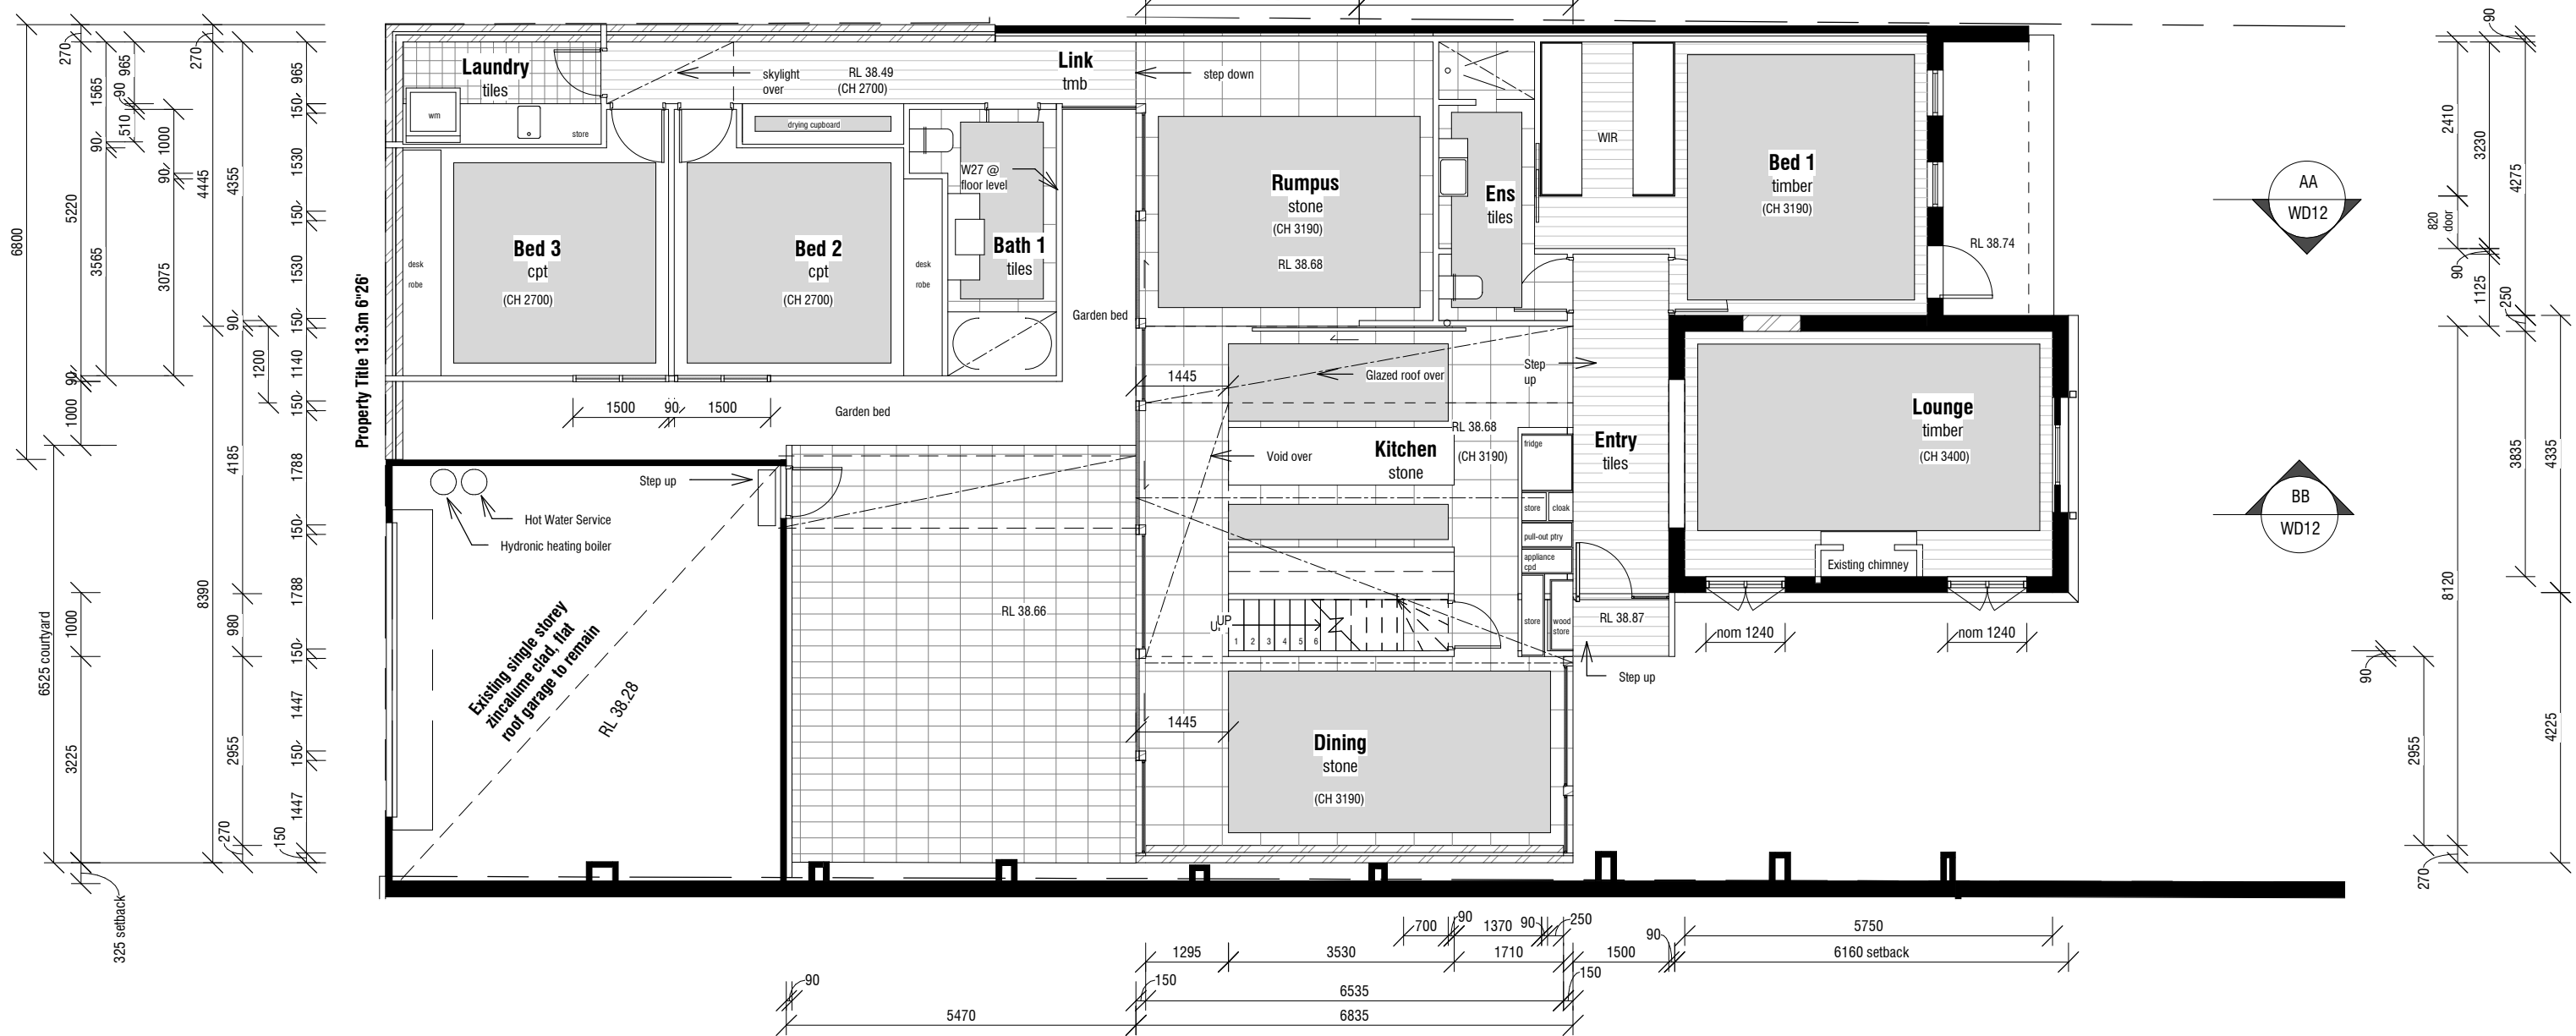 270
6800
5220
1565
90
3565
90
1000
965
90
510
1000
90
3075
270
4445
4355
90
1200
965
150
1530
150
1530
150
1140
150
1788
150
1788
150
1447
150
1447
150
4185
8390
980
2955
270
6525 courtyard
1000
3225
325 setback
Property Title 13.3m 6"26'
Laundry
tiles
wm
store
skylight
over
RL 38.49
(CH 2700)
Link
tmb
step down
drying cupboard
W27 @
floor level
Bath 1
tiles
Bed 3
cpt
(CH 2700)
desk
robe
Bed 2
cpt
(CH 2700)
desk
robe
Garden bed
1500
90
1500
Garden bed
Rumpus
stone
(CH 3190)
RL 38.68
Ens
tiles
WIR
Bed 1
timber
(CH 3190)
RL 38.74
Step
up
1445
Glazed roof over
RL 38.68
Kitchen
stone
(CH 3190)
Void over
fridge
store
cloak
pull-out ptry
appliance
cpd
store
wood
store
Entry
tiles
Lounge
timber
(CH 3400)
Existing chimney
RL 38.87
nom 1240
nom 1240
Step up
UP
UP
1 2 3 4 5 6
Step up
Hot Water Service
Hydronic heating boiler
Existing single storey
zincalume clad, flat
roof garage to remain
RL 38.28
RL 38.66
1445
Dining
stone
(CH 3190)
AA
WD12
BB
WD12
90
2410
3230
4275
820
door
90
1125
250
3835
4335
8120
90
2955
4225
270
700
90
1370
90
250
90
5750
1295
3530
1710
1500
6160 setback
90
150
150
6535
5470
6835